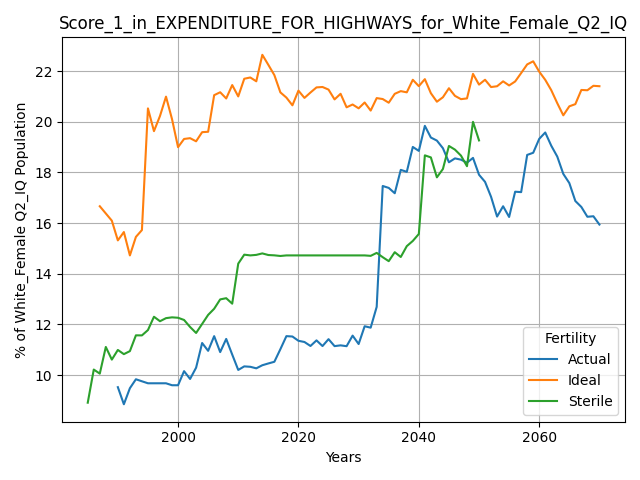 Score_1_in_EXPENDITURE_FOR_HIGHWAYS_for_White_Female_Q2_IQ
% of White_Female Q2_IQ Population
22
20
18
16
14
12
10
2000
2020
2040
2060
Years
Fertility
Actual
Ideal
Sterile